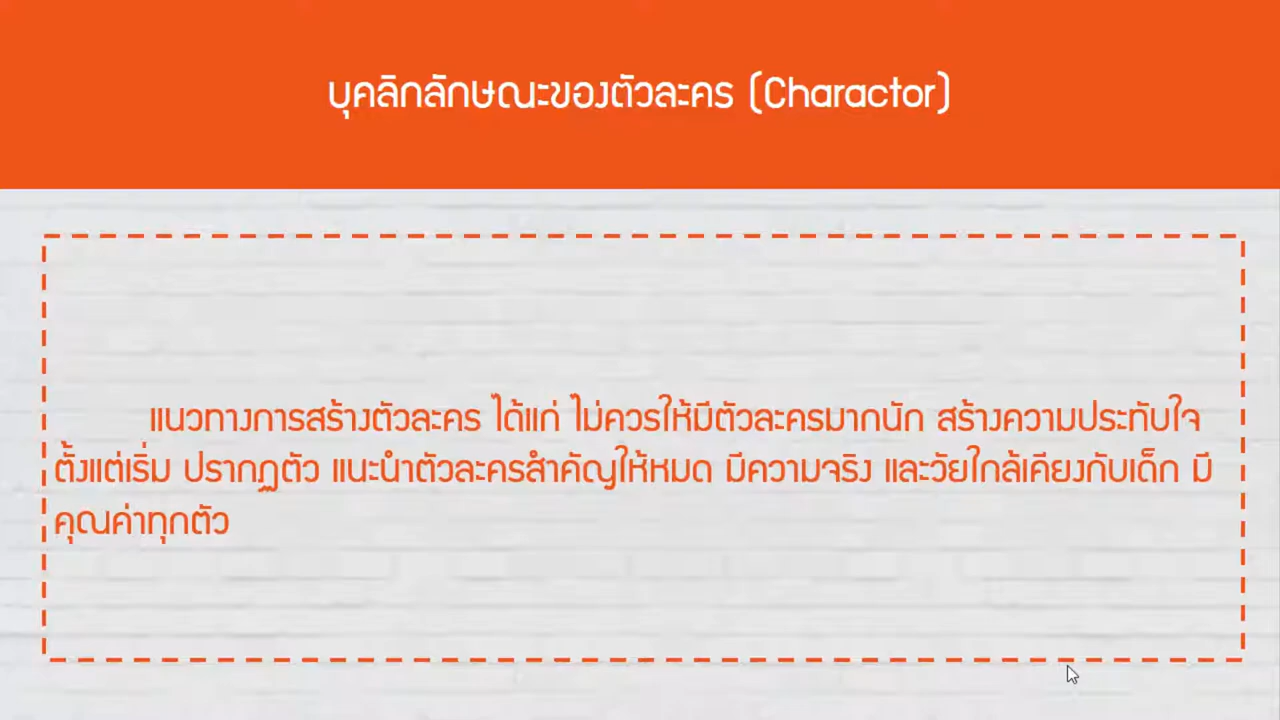 บุคลิกลักษณะของตัวละคร (Charactor)
แนวทางการสร้างตัวละคร ได้แก่ ไม่ควรให้มีตัวละครมากนัก สร้างความประทับใจ
ตั้งแต่เริ่ม ปรากฏตัว แนะนำตัวละครสำคัญให้หมด มีความจริง และวัยใกล้เคียงกับเด็ก มี
คุณค่าทุกตัว